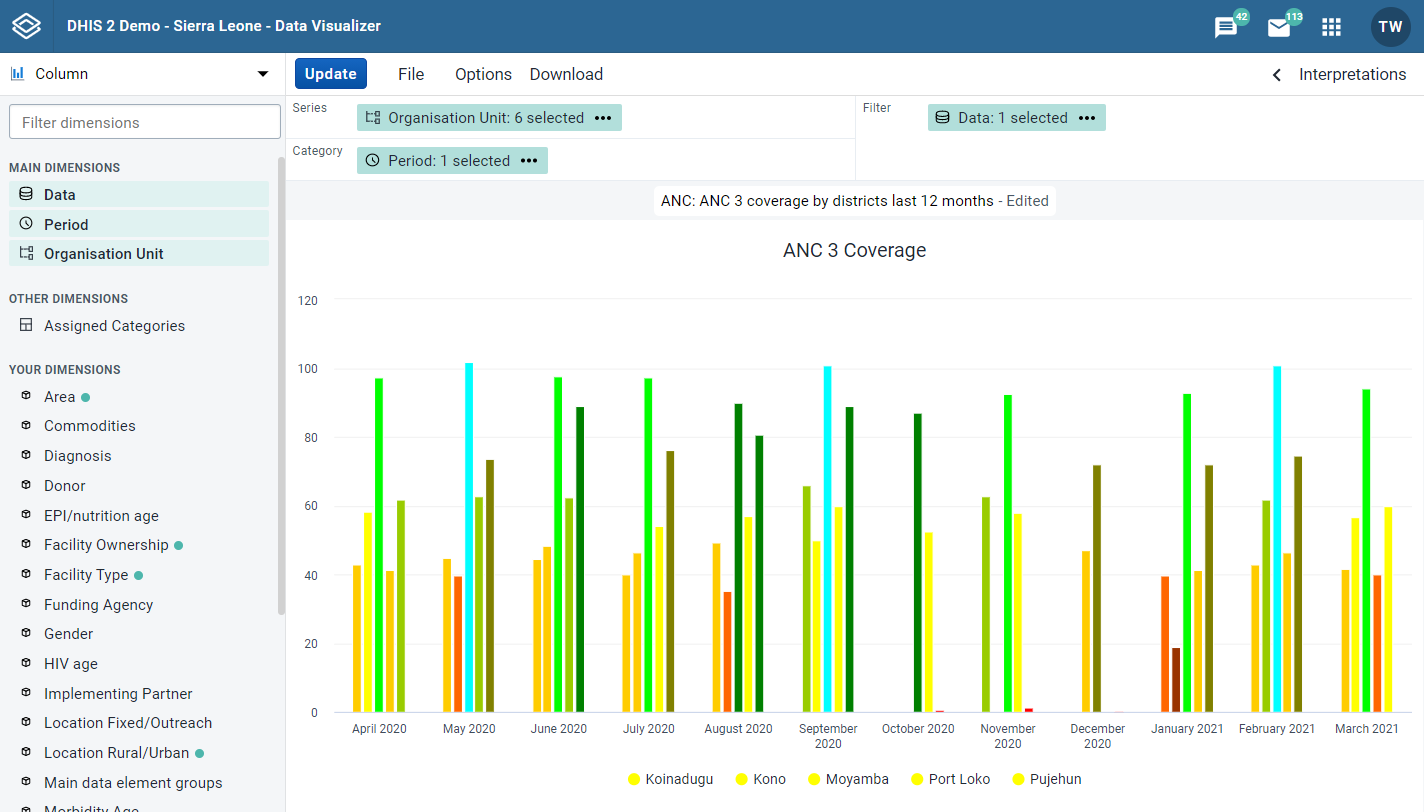 DHIS 2 Demo - Sierra Leone - Data Visualizer
42
113
TW
Column
Update
File
Options
Download
Interpretations
Filter dimensions
MAIN DIMENSIONS
Data
Period
Organisation Unit
OTHER DIMENSIONS
Assigned Categories
YOUR DIMENSIONS
Area
Commodities
Diagnosis
Donor
EPI/nutrition age
Facility Ownership
Facility Type
Funding Agency
Gender
HIV age
Implementing Partner
Location Fixed/Outreach
Location Rural/Urban
Main data element groups
Morbidity Age
Series
Organisation Unit: 6 selected
Filter
Data: 1 selected
Category
Period: 1 selected
ANC: ANC 3 coverage by districts last 12 months - Edited
ANC 3 Coverage
120
100
80
60
40
20
0
April 2020
May 2020
June 2020
July 2020
August 2020
September
2020
October 2020
November
2020
December
2020
January 2021
February 2021
March 2021
Koinadugu
Kono
Moyamba
Port Loko
Pujehun